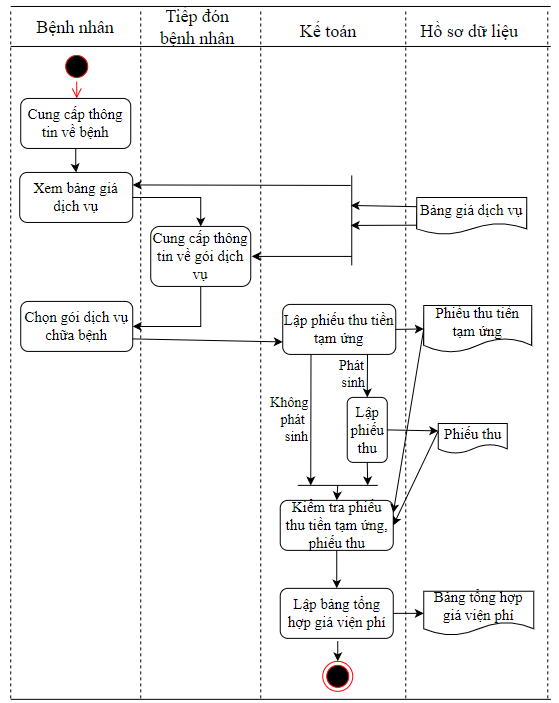 Bệnh nhân
Tiếp đón
bệnh nhân
Kế toán
Hồ sơ dữ liệu
Cung cấp thông
tin về bệnh
Xem bảng giá
dịch vụ
Bảng giá dịch vụ
Cung cấp thông
tin về gói dịch
vụ
Chọn gói dịch vụ
chữa bệnh
Lập phiếu thu tiền
tạm ứng
Phiếu thu tiền
tạm ứng
Phát
sinh
Không
phát
sinh
Lập
phiếu
thu
Phiếu thu
Kiểm tra phiếu
thu tiền tạm ứng,
phiếu thu
Lập bảng tổng
hợp giá viện phí
Bảng tổng hợp
giá viện phí